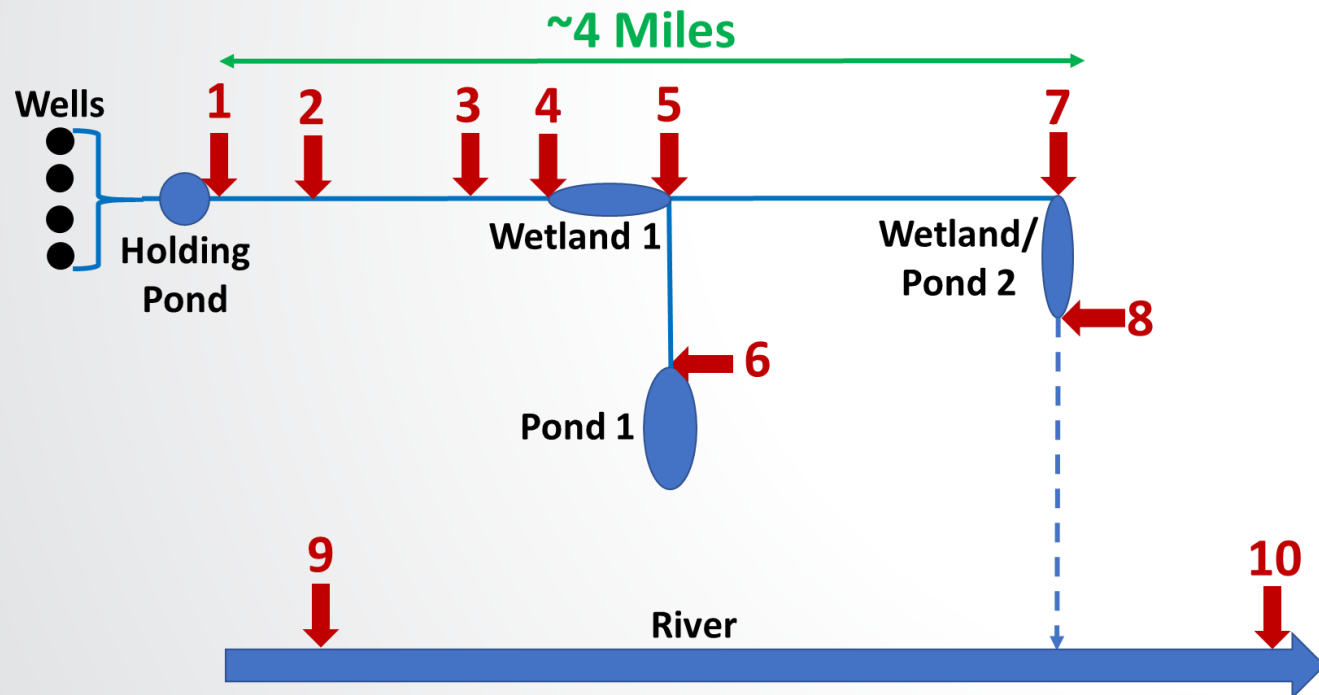 ~4 Miles
Wells
1
2
3
4
5
7
Holding
Pond
Wetland 1
Wetland/
Pond 2
8
6
Pond 1
9
10
River